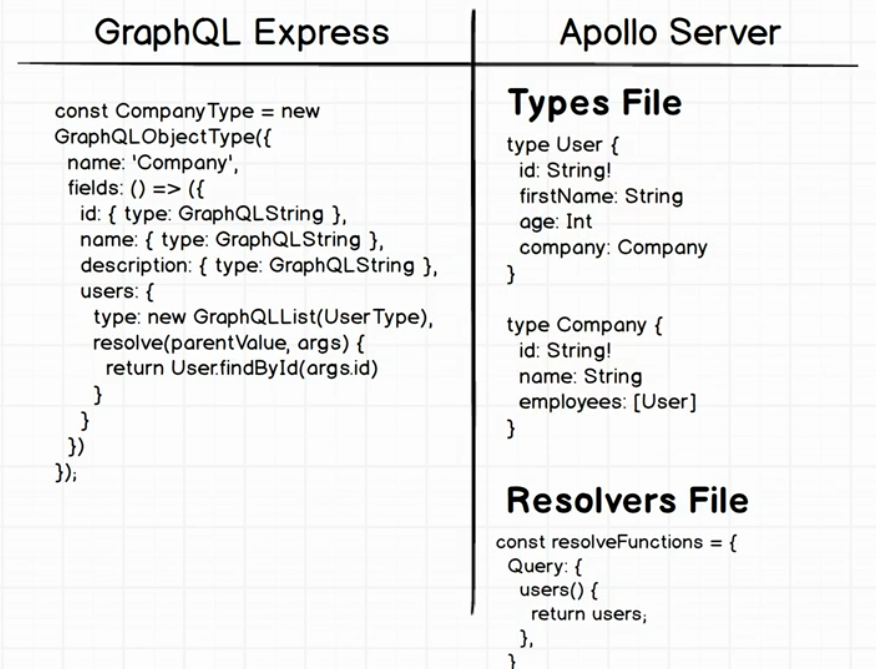 GraphQL Express
const CompanyType = new
GraphQLObjectType({
name: 'Company',
fields: () => ({
id: { type: GraphQLString },
name: { type: GraphQLString },
description: { type: GraphQLString },
users: {
type: new GraphQLList(UserType),
resolve(parentValue, args) {
return User.findById(args.id)
}
}
})
});
Apollo Server
Types File
type User {
id: String!
firstName: String
age: Int
company: Company
}
type Company {
id: String!
name: String
employees: [User]
}
Resolvers File
const resolveFunctions = {
Query: {
users() {
return users;
},
}